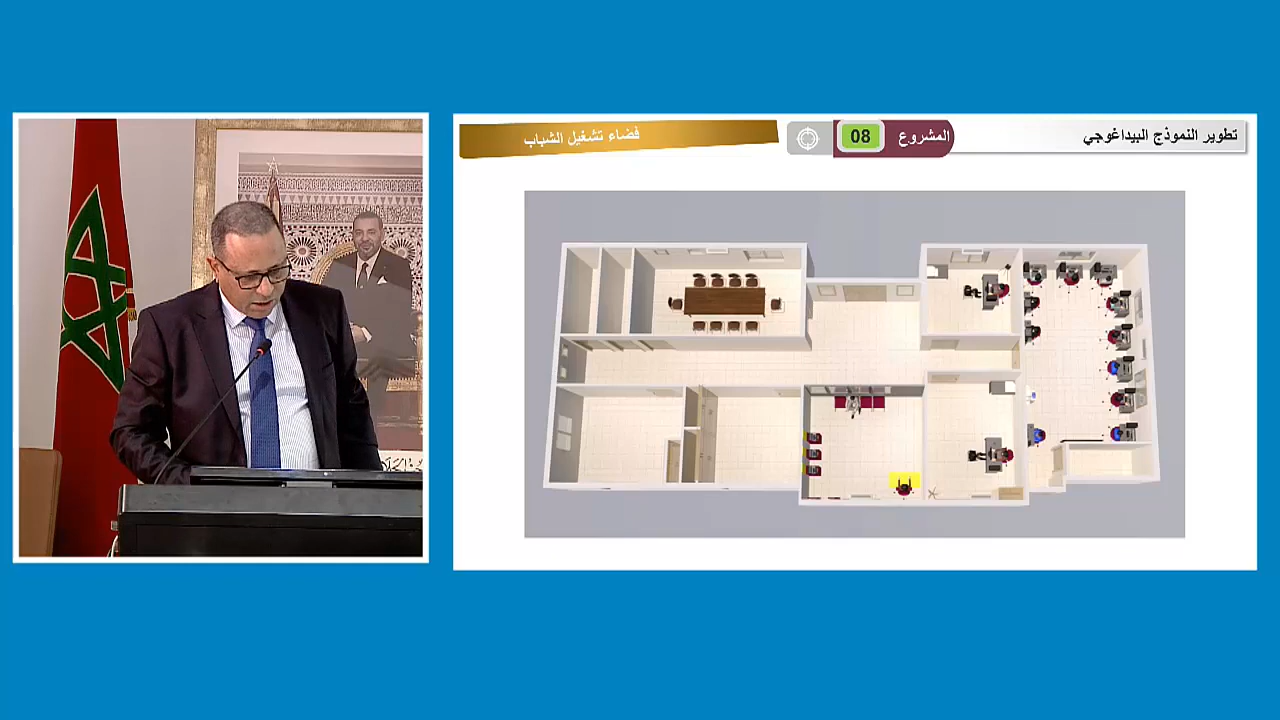 تطوير النموذج البيداغوجي
المشروع 08
فضاء تشغيل الشباب